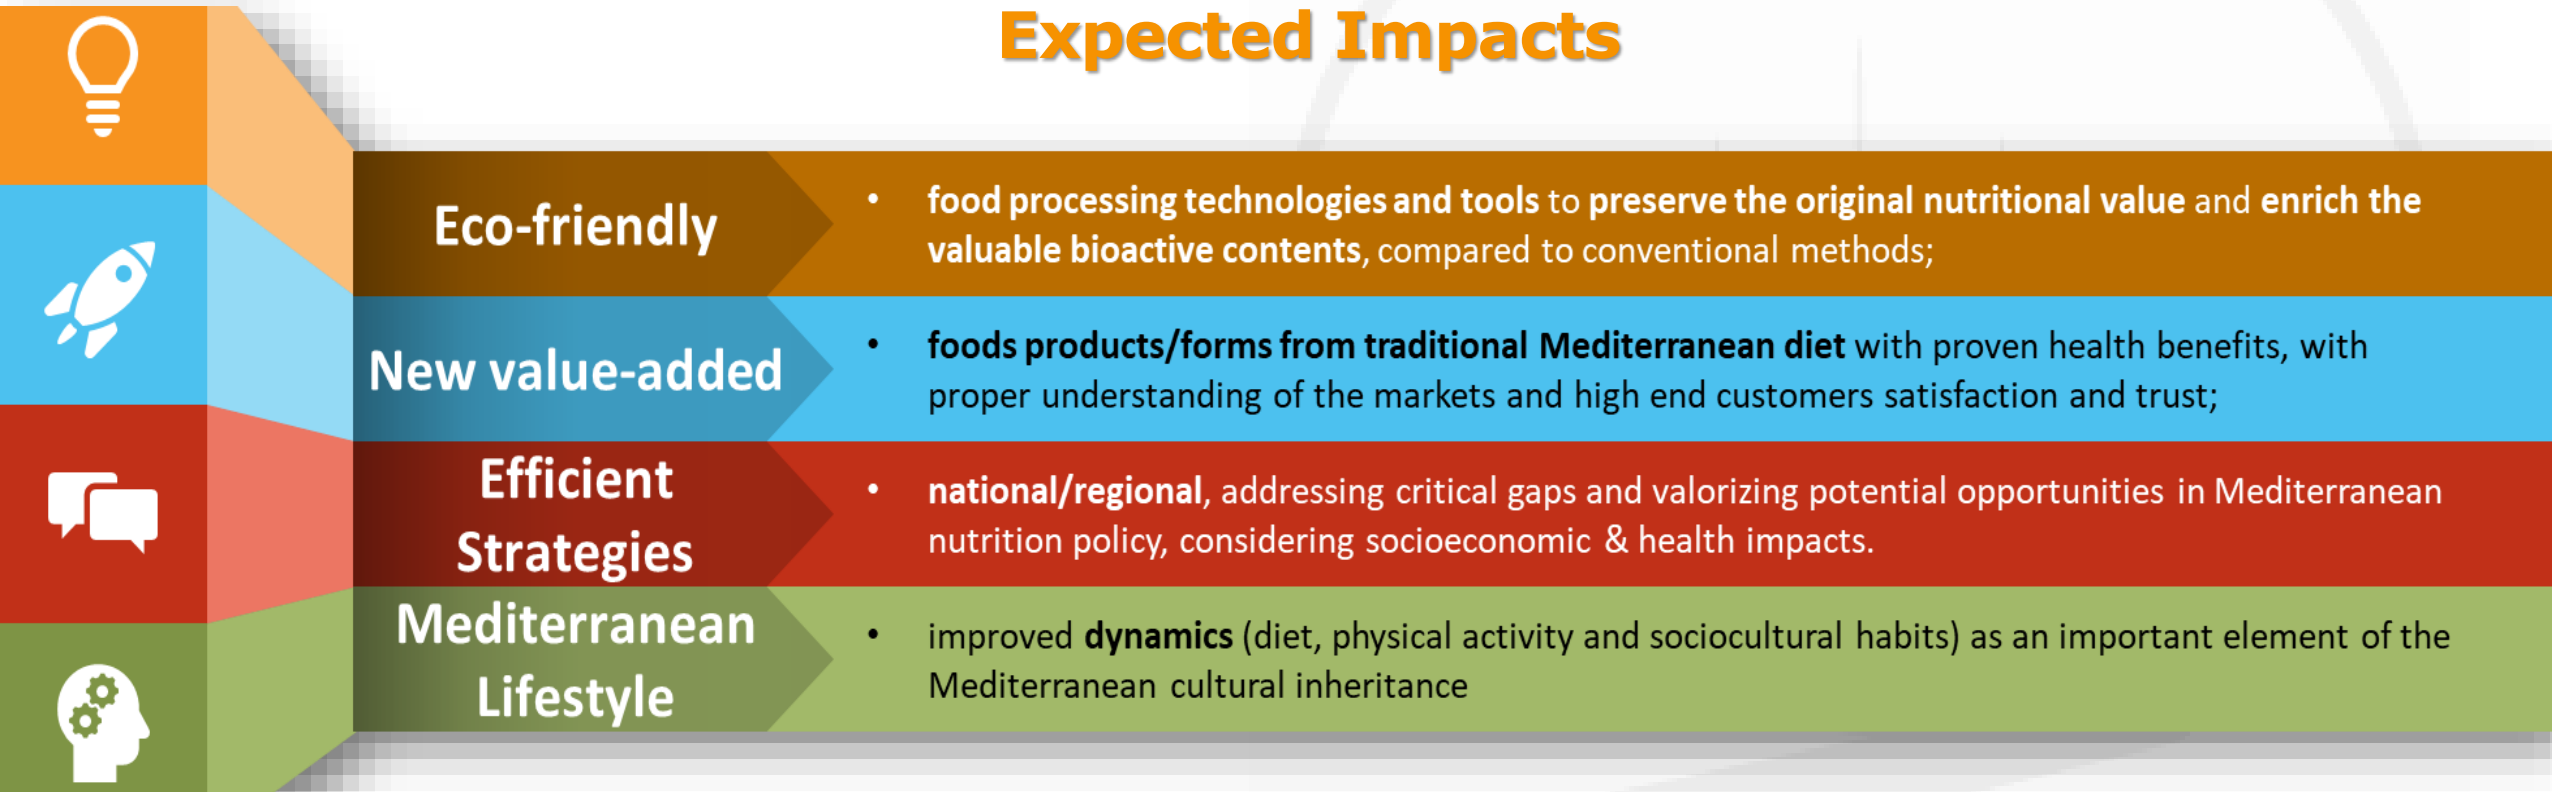 Expected Impacts
Eco-friendly
• food processing technologies and tools to preserve the original nutritional value and enrich the
valuable bioactive contents, compared to conventional methods;
New value-added
• foods products/forms from traditional Mediterranean diet with proven health benefits, with
proper understanding of the markets and high end customers satisfaction and trust;
Efficient
Strategies
• national/regional, addressing critical gaps and valorizing potential opportunities in Mediterranean
nutrition policy, considering socioeconomic & health impacts.
Mediterranean
Lifestyle
• improved dynamics (diet, physical activity and sociocultural habits) as an important element of the
Mediterranean cultural inheritance